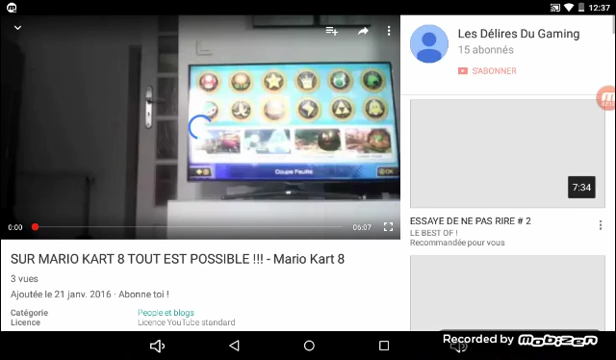 12:37
Les Délires Du Gaming
15 abonnés
S'ABONNER
Coupe Feuille
OK
0:00
06:07
7:34
SUR MARIO KART 8 TOUT EST POSSIBLE !!! - Mario Kart 8
3 vues
Ajoutée le 21 janv. 2016 · Abonne toi !
Catégorie People et blogs
Licence Licence YouTube standard
ESSAYE DE NE PAS RIRE # 2
LE BEST OF !
Recommandée pour vous
Recorded by MOBIZEN